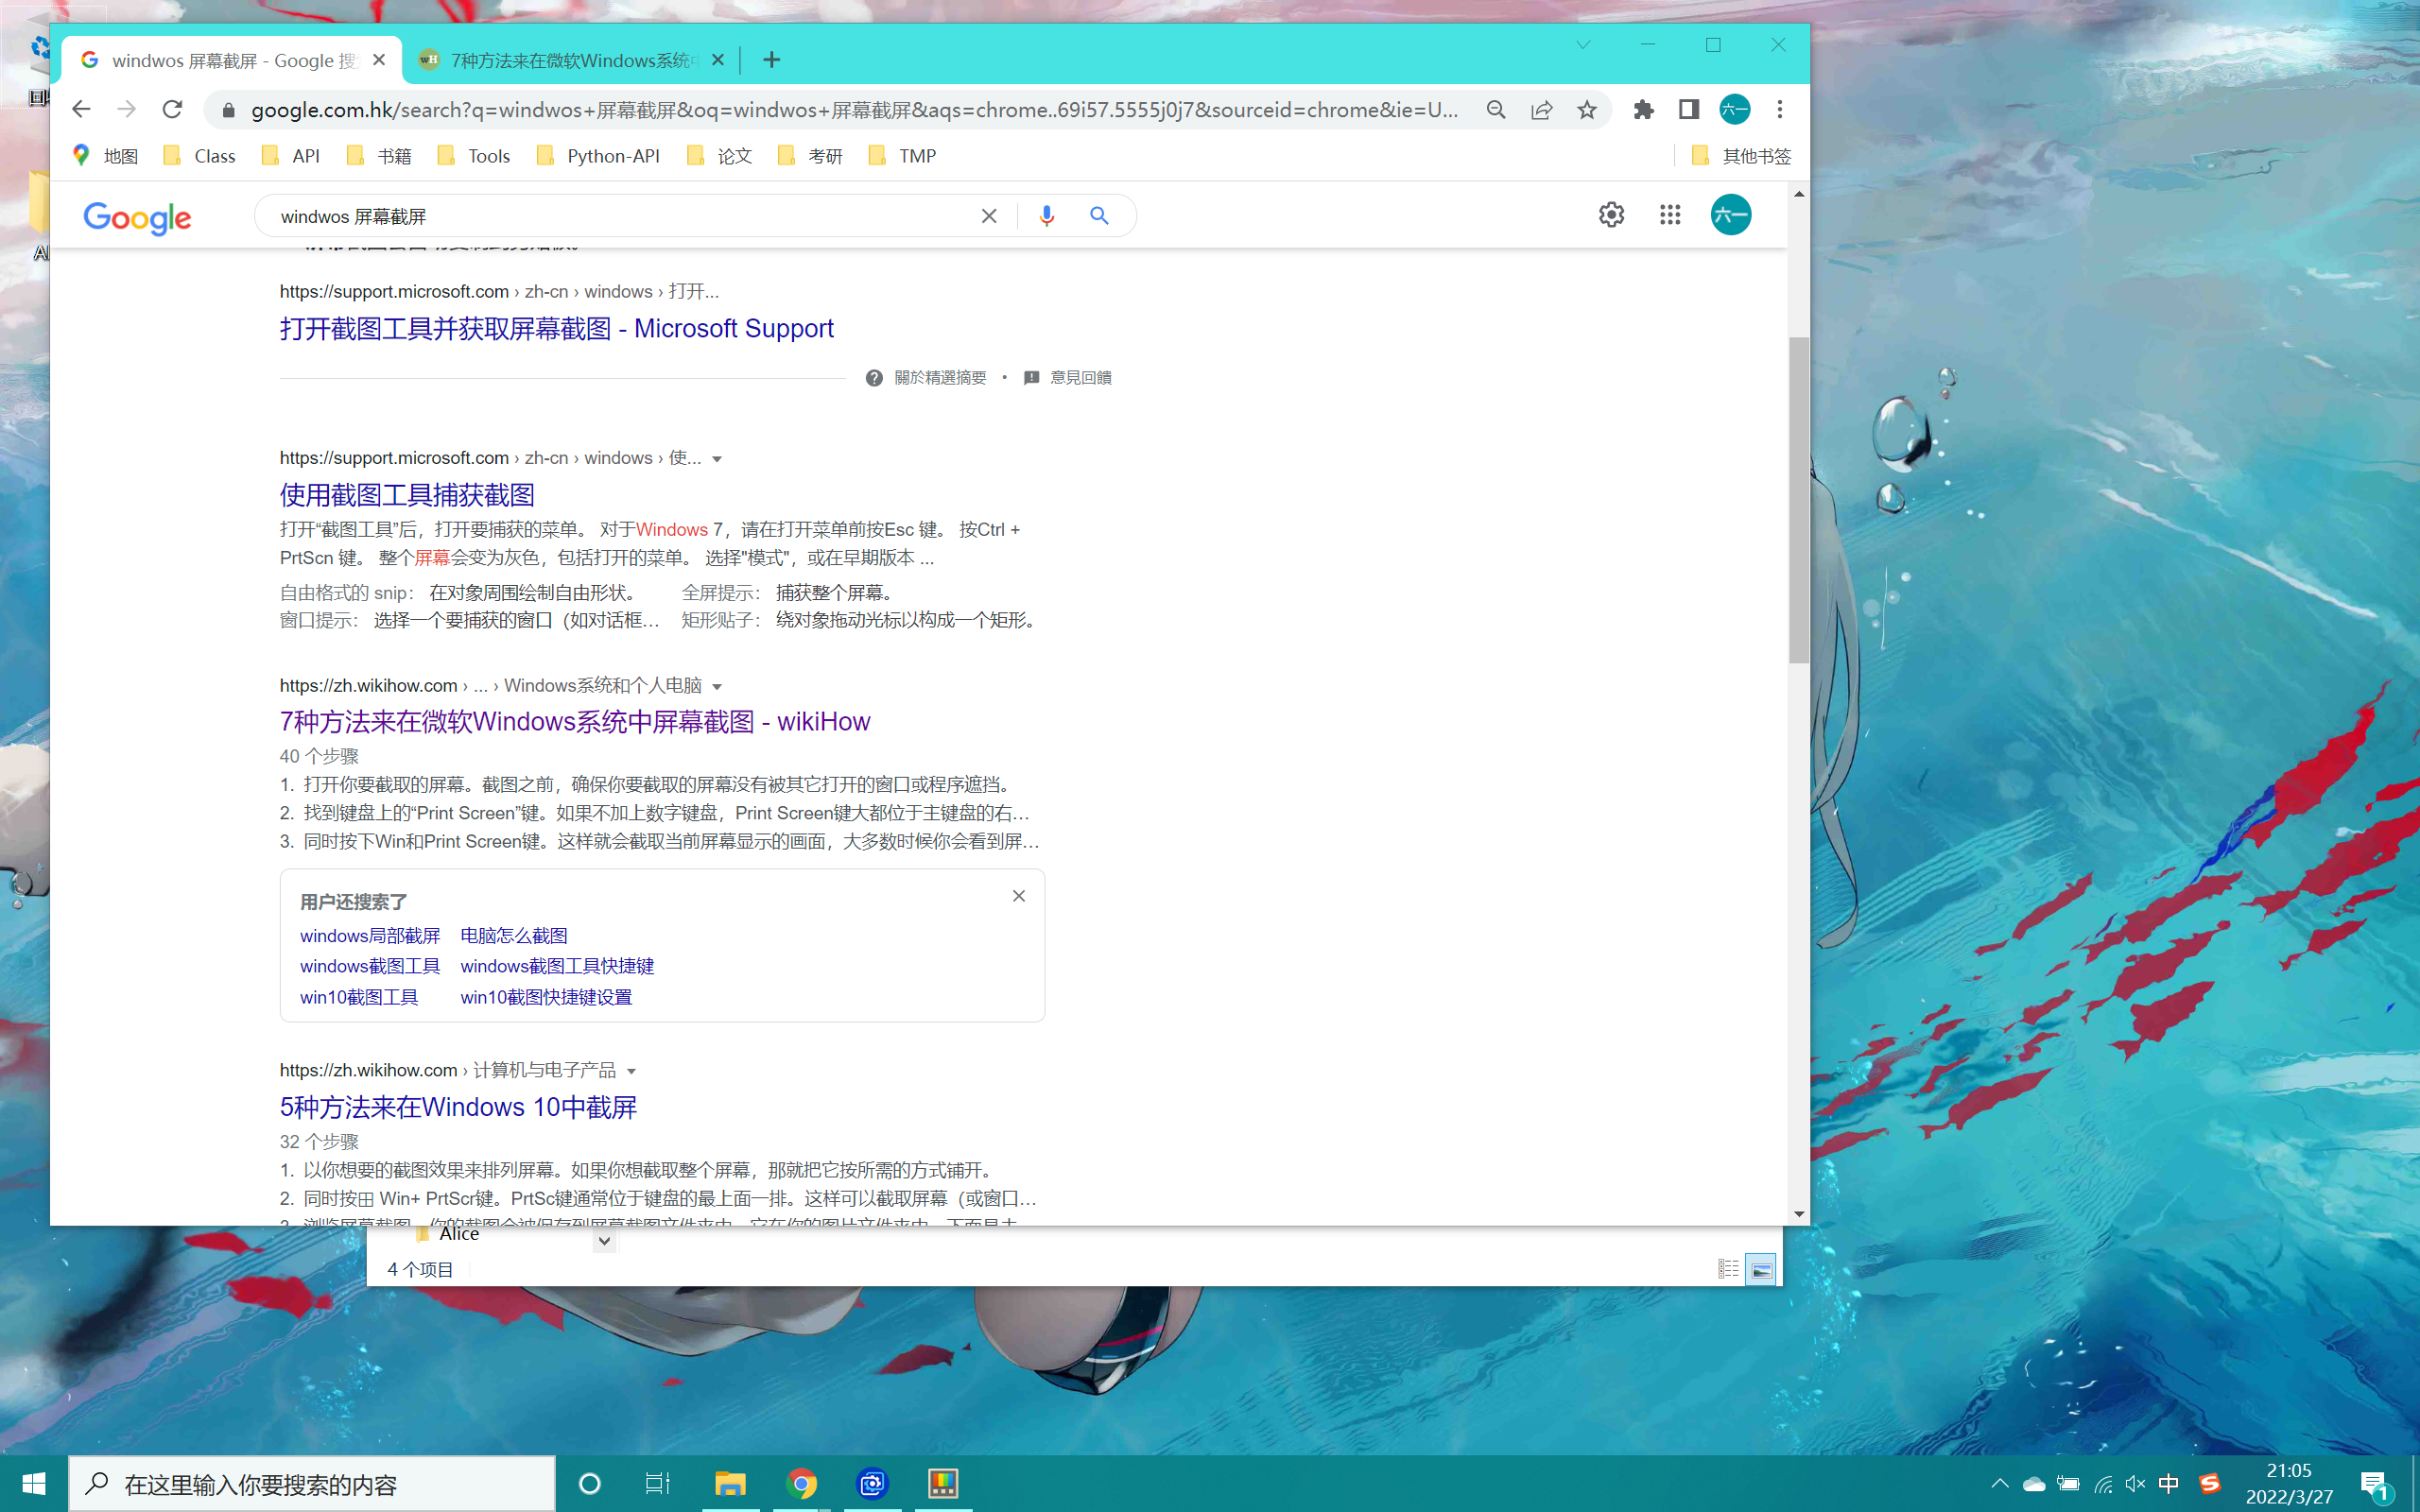 windwos 屏幕截屏 - Google 搜
7种方法来在微软Windows系统中
google.com.hk/search?q=windwos+屏幕截屏&oq=windwos+屏幕截屏&aqs=chrome..69i57.5555j0j7&sourceid=chrome&ie=U...
六一
地图 Class API 书籍 Tools Python-API 论文 考研 TMP 其他书签
Google
windwos 屏幕截屏
六一
https://support.microsoft.com › zh-cn › windows › 打开...
打开截图工具并获取屏幕截图 - Microsoft Support
關於精選摘要 • 意見回饋
https://support.microsoft.com › zh-cn › windows › 使...
使用截图工具捕获截图
打开“截图工具”后，打开要捕获的菜单。 对于Windows 7，请在打开菜单前按Esc 键。 按Ctrl +
PrtScn 键。 整个屏幕会变为灰色，包括打开的菜单。 选择"模式"，或在早期版本 ...
自由格式的 snip： 在对象周围绘制自由形状。 全屏提示： 捕获整个屏幕。
窗口提示： 选择一个要捕获的窗口（如对话框… 矩形贴子： 绕对象拖动光标以构成一个矩形。
https://zh.wikihow.com › ... › Windows系统和个人电脑
7种方法来在微软Windows系统中屏幕截图 - wikiHow
40 个步骤
1. 打开你要截取的屏幕。截图之前，确保你要截取的屏幕没有被其它打开的窗口或程序遮挡。
2. 找到键盘上的“Print Screen”键。如果不加上数字键盘，Print Screen键大都位于主键盘的右…
3. 同时按下Win和Print Screen键。这样就会截取当前屏幕显示的画面，大多数时候你会看到屏…
用户还搜索了
windows局部截屏 电脑怎么截图
windows截图工具 windows截图工具快捷键
win10截图工具 win10截图快捷键设置
https://zh.wikihow.com › 计算机与电子产品
5种方法来在Windows 10中截屏
32 个步骤
1. 以你想要的截图效果来排列屏幕。如果你想截取整个屏幕，那就把它按所需的方式铺开。
2. 同时按田 Win+ PrtScr键。PrtSc键通常位于键盘的最上面一排。这样可以截取屏幕（或窗口…
Alice
4 个项目
在这里输入你要搜索的内容
中
21:05
2022/3/27
1